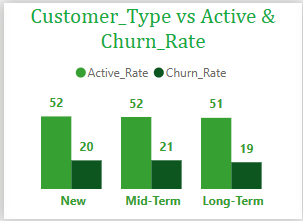 Customer_Type vs Active &
Churn_Rate
Active_Rate Churn_Rate
52 20 52 21 51 19
New Mid-Term Long-Term